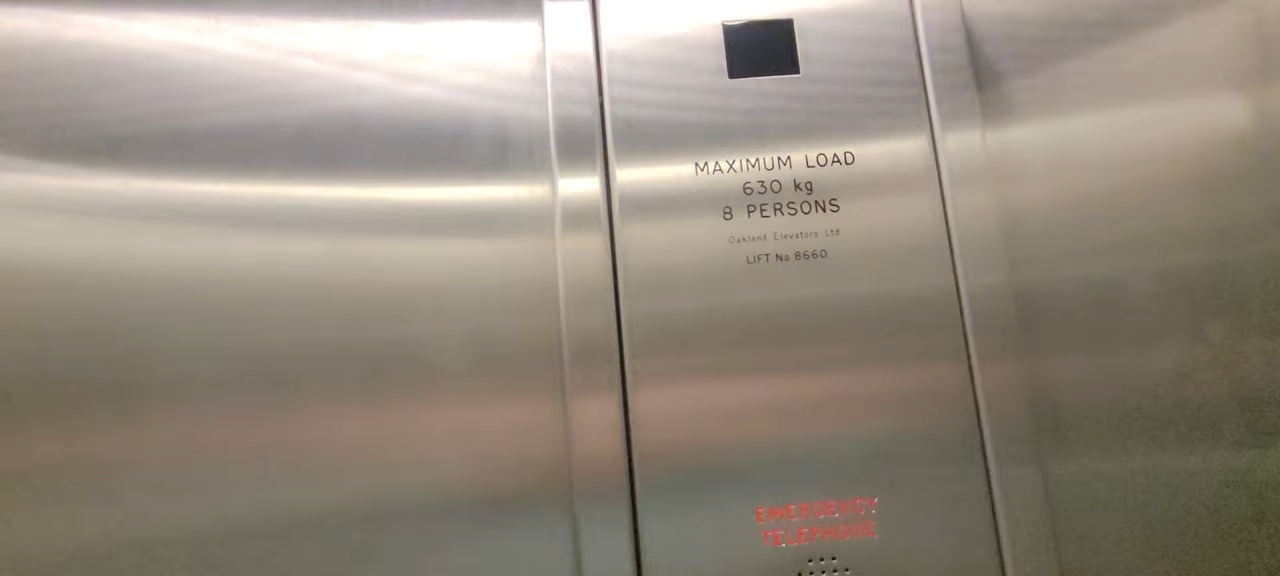 MAXIMUM LOAD
630 kg
8 PERSONS
Oakland Elevators Ltd
LIFT No 8660
EMERGENCY
TELEPHONE